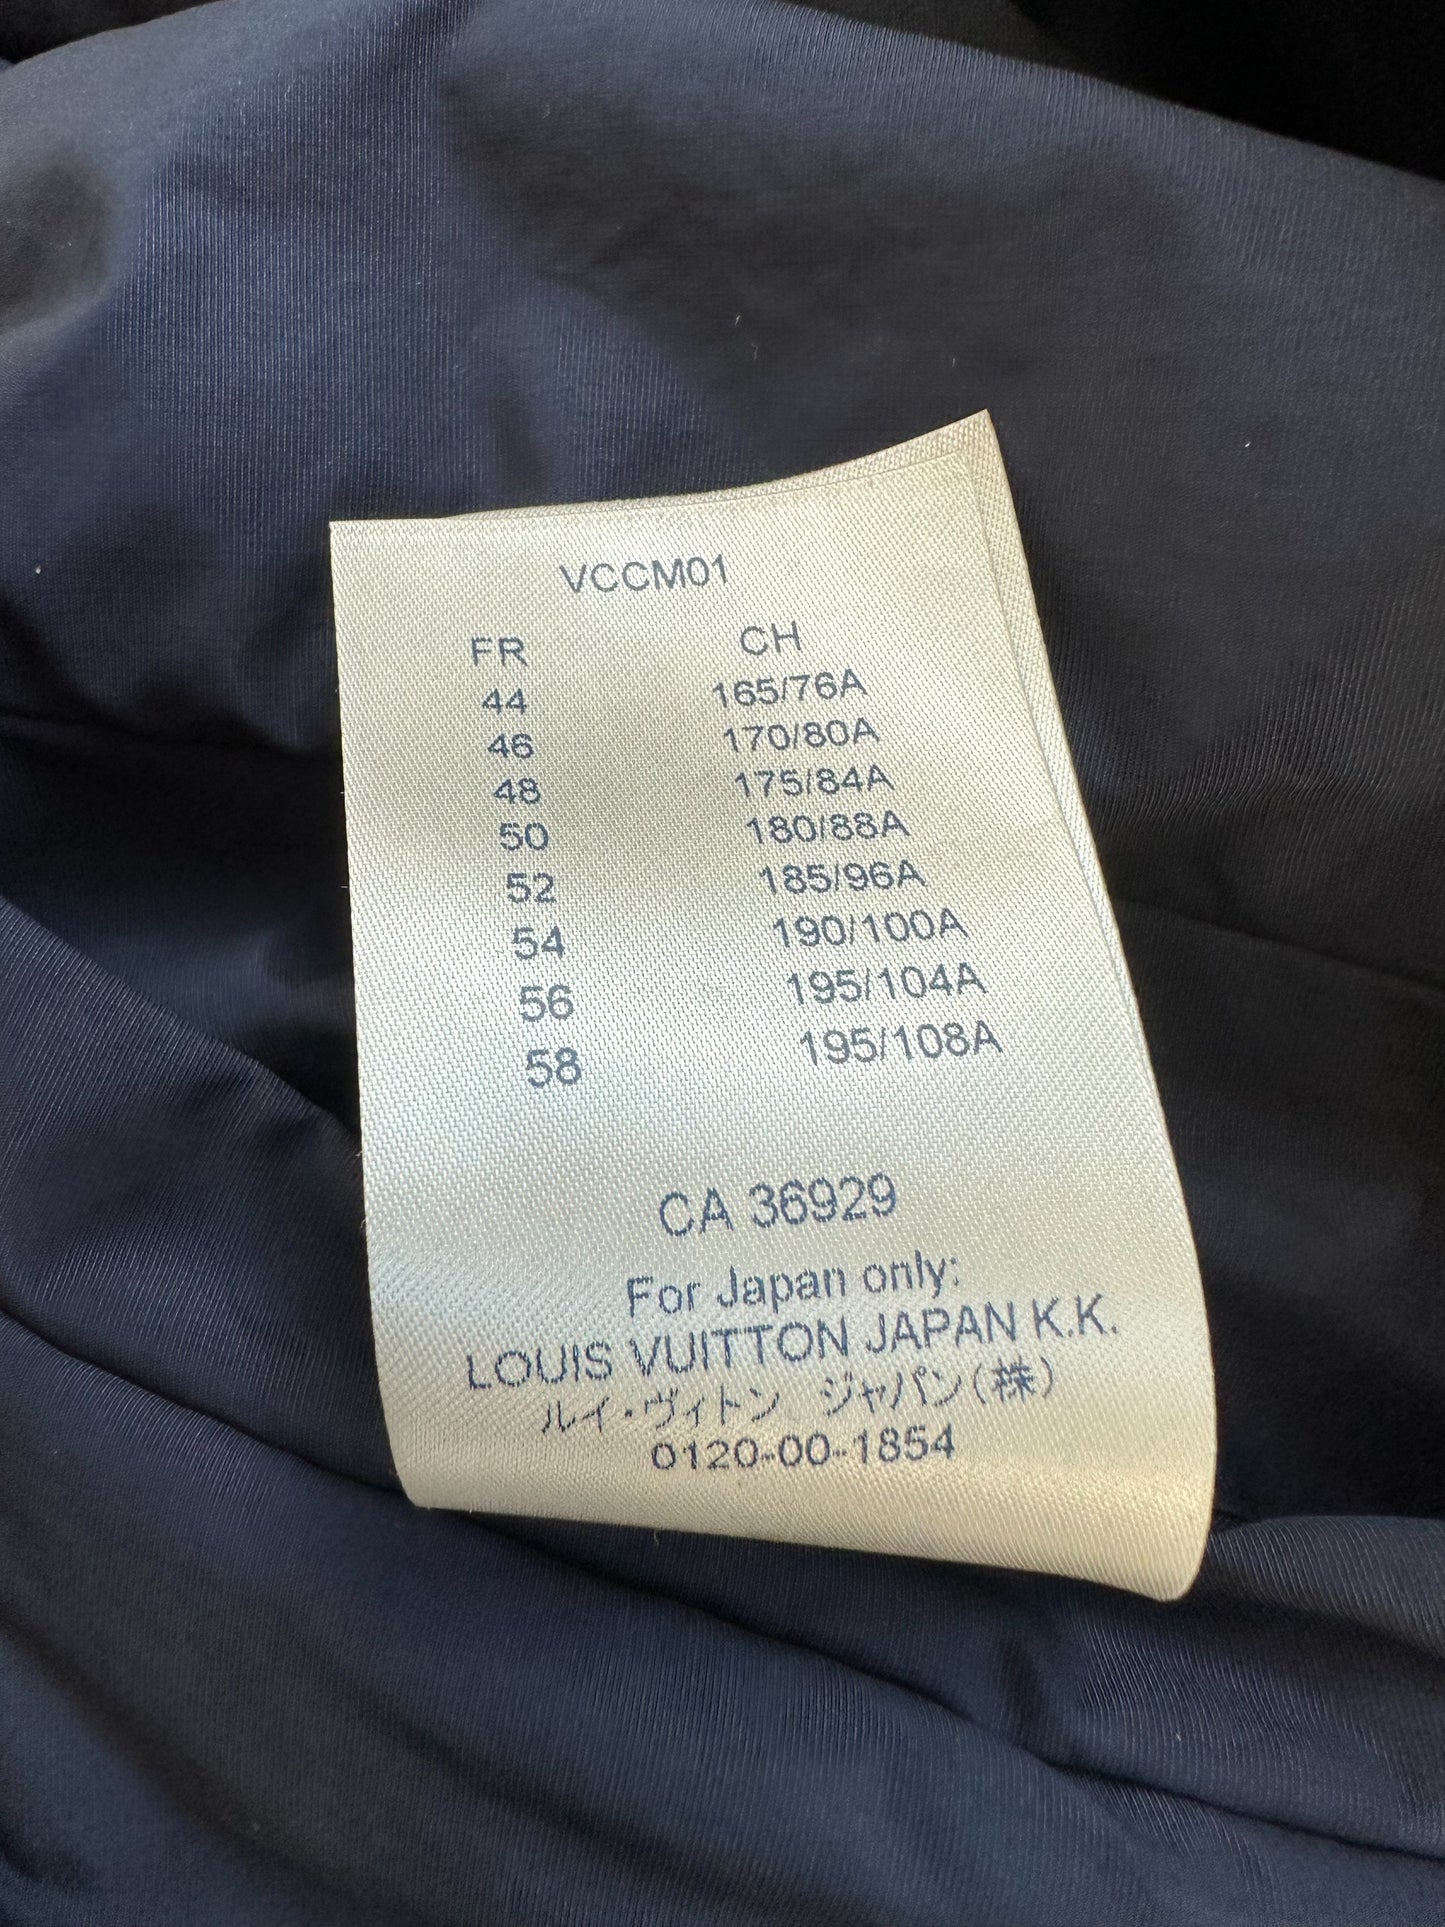 VCCM01
FR CH
44 165/76A
46 170/80A
48 175/84A
50 180/88A
52 185/96A
54 190/100A
56 195/104A
58 195/108A
CA 36929
For Japan only:
LOUIS VUITTON JAPAN K.K.
ルイ・ヴィトン ジャパン(株)
0120-00-1854